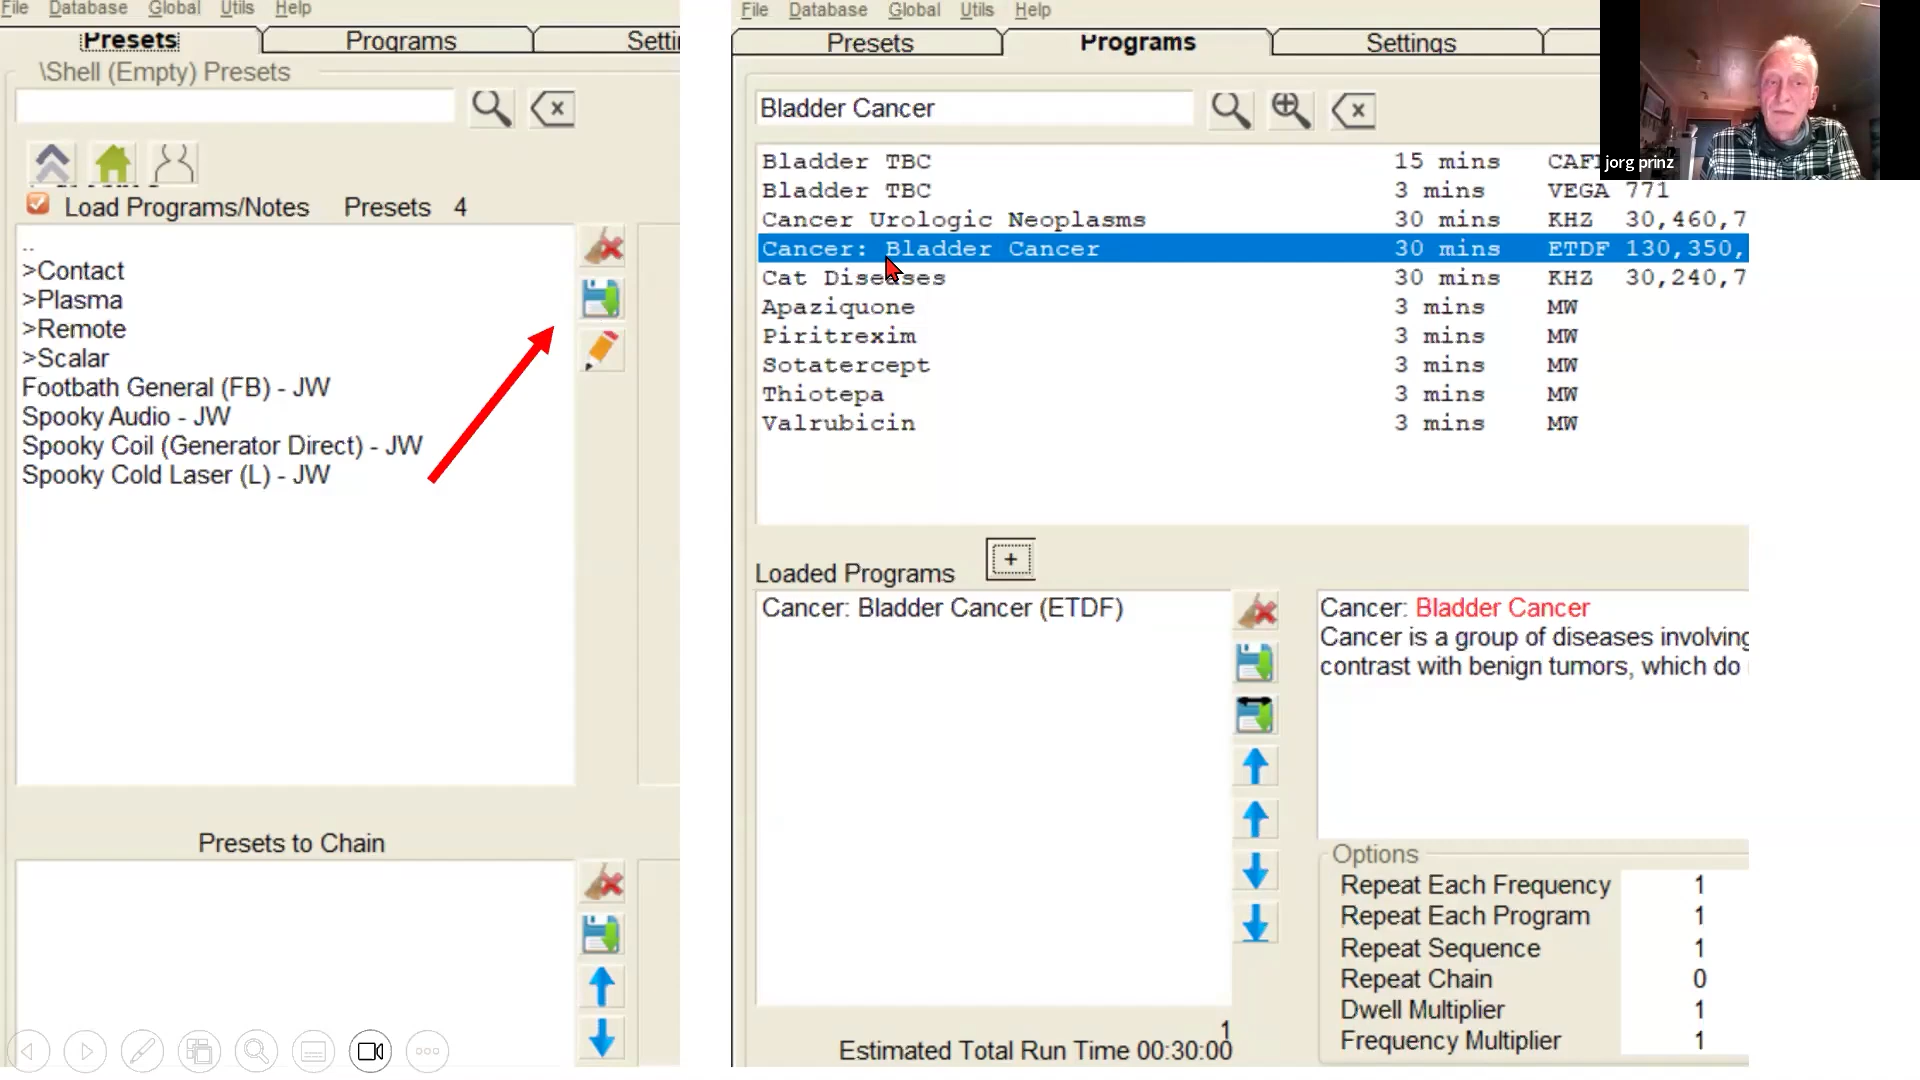 File Database Global Utils Help
Presets Programs Setti
\Shell (Empty) Presets
Load Programs/Notes Presets 4
..
>Contact
>Plasma
>Remote
>Scalar
Footbath General (FB) - JW
Spooky Audio - JW
Spooky Coil (Generator Direct) - JW
Spooky Cold Laser (L) - JW
Presets to Chain
File Database Global Utils Help
Presets Programs Settings
Bladder Cancer
Bladder TBC 15 mins CAF
Bladder TBC 3 mins VEGA 771
Cancer Urologic Neoplasms 30 mins KHZ 30,460,7
Cancer: Bladder Cancer 30 mins ETDF 130,350,
Cat Diseases 30 mins KHZ 30,240,7
Apaziquone 3 mins MW
Piritrexim 3 mins MW
Sotatercept 3 mins MW
Thiotepa 3 mins MW
Valrubicin 3 mins MW
Loaded Programs +
Cancer: Bladder Cancer (ETDF)
1
Estimated Total Run Time 00:30:00
Cancer: Bladder Cancer
Cancer is a group of diseases involving
contrast with benign tumors, which do
Options
Repeat Each Frequency 1
Repeat Each Program 1
Repeat Sequence 1
Repeat Chain 0
Dwell Multiplier 1
Frequency Multiplier 1
jorg prinz